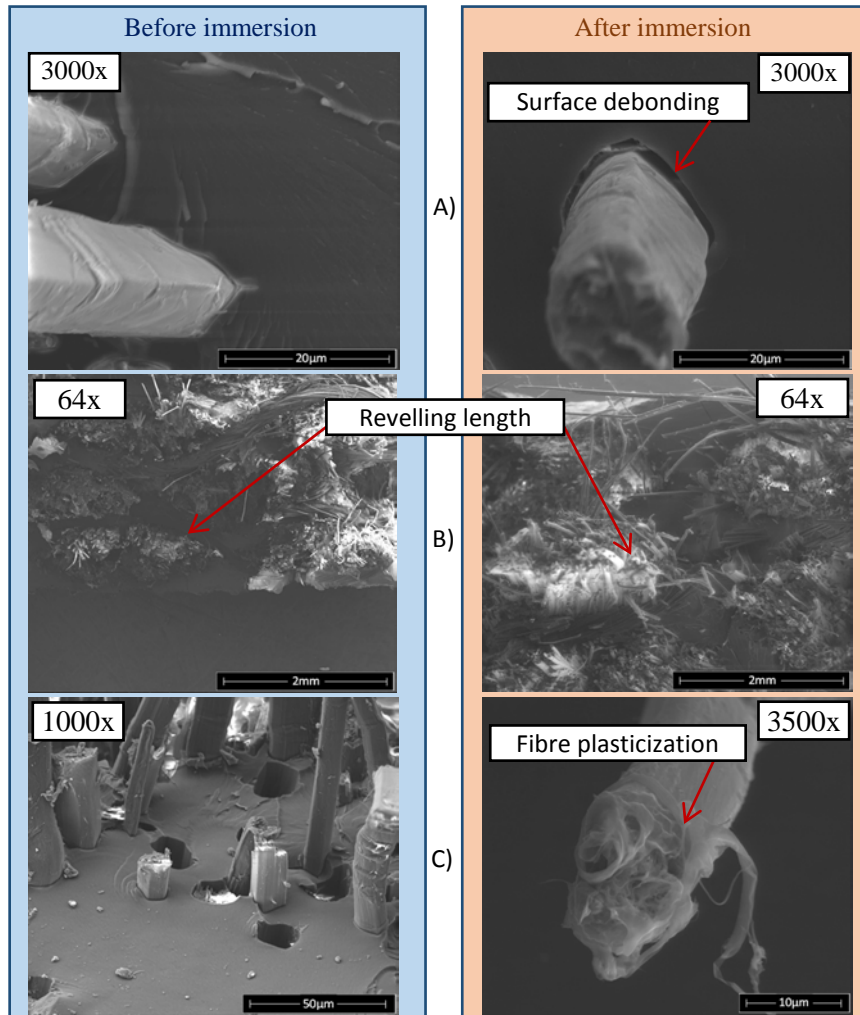 Before immersion
After immersion
3000x
3000x
Surface debonding
A)
20µm
20µm
64x
64x
Revelling length
B)
2mm
2mm
1000x
3500x
Fibre plasticization
C)
50µm
10µm